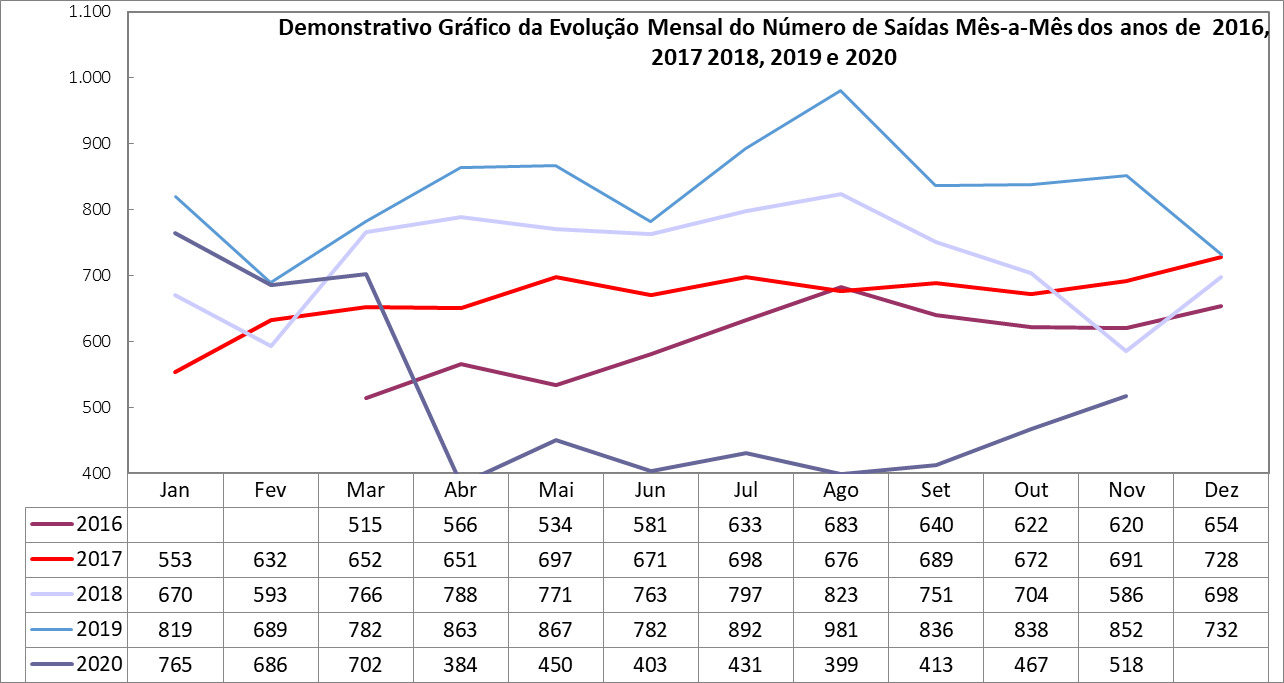 Demonstrativo Gráfico da Evolução Mensal do Número de Saídas Mês-a-Mês dos anos de 2016,
2017 2018, 2019 e 2020
1.100
1.000
900
800
700
600
500
400
Jan Fev Mar Abr Mai Jun Jul Ago Set Out Nov Dez
2016 515 566 534 581 633 683 640 622 620 654
2017 553 632 652 651 697 671 698 676 689 672 691 728
2018 670 593 766 788 771 763 797 823 751 704 586 698
2019 819 689 782 863 867 782 892 981 836 838 852 732
2020 765 686 702 384 450 403 431 399 413 467 518